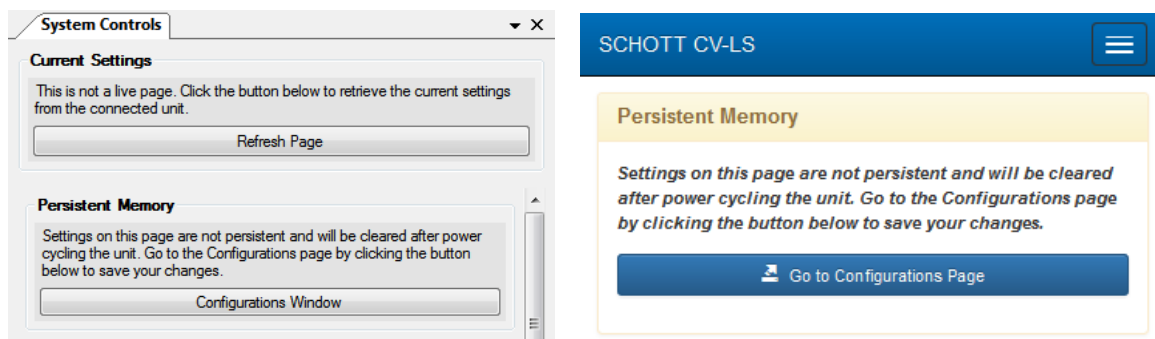 System Controls
Current Settings
This is not a live page. Click the button below to retrieve the current settings
from the connected unit.
Refresh Page
Persistent Memory
Settings on this page are not persistent and will be cleared after power
cycling the unit. Go to the Configurations page by clicking the button
below to save your changes.
Configurations Window
SCHOTT CV-LS
Persistent Memory
Settings on this page are not persistent and will be cleared
after power cycling the unit. Go to the Configurations page
by clicking the button below to save your changes.
Go to Configurations Page